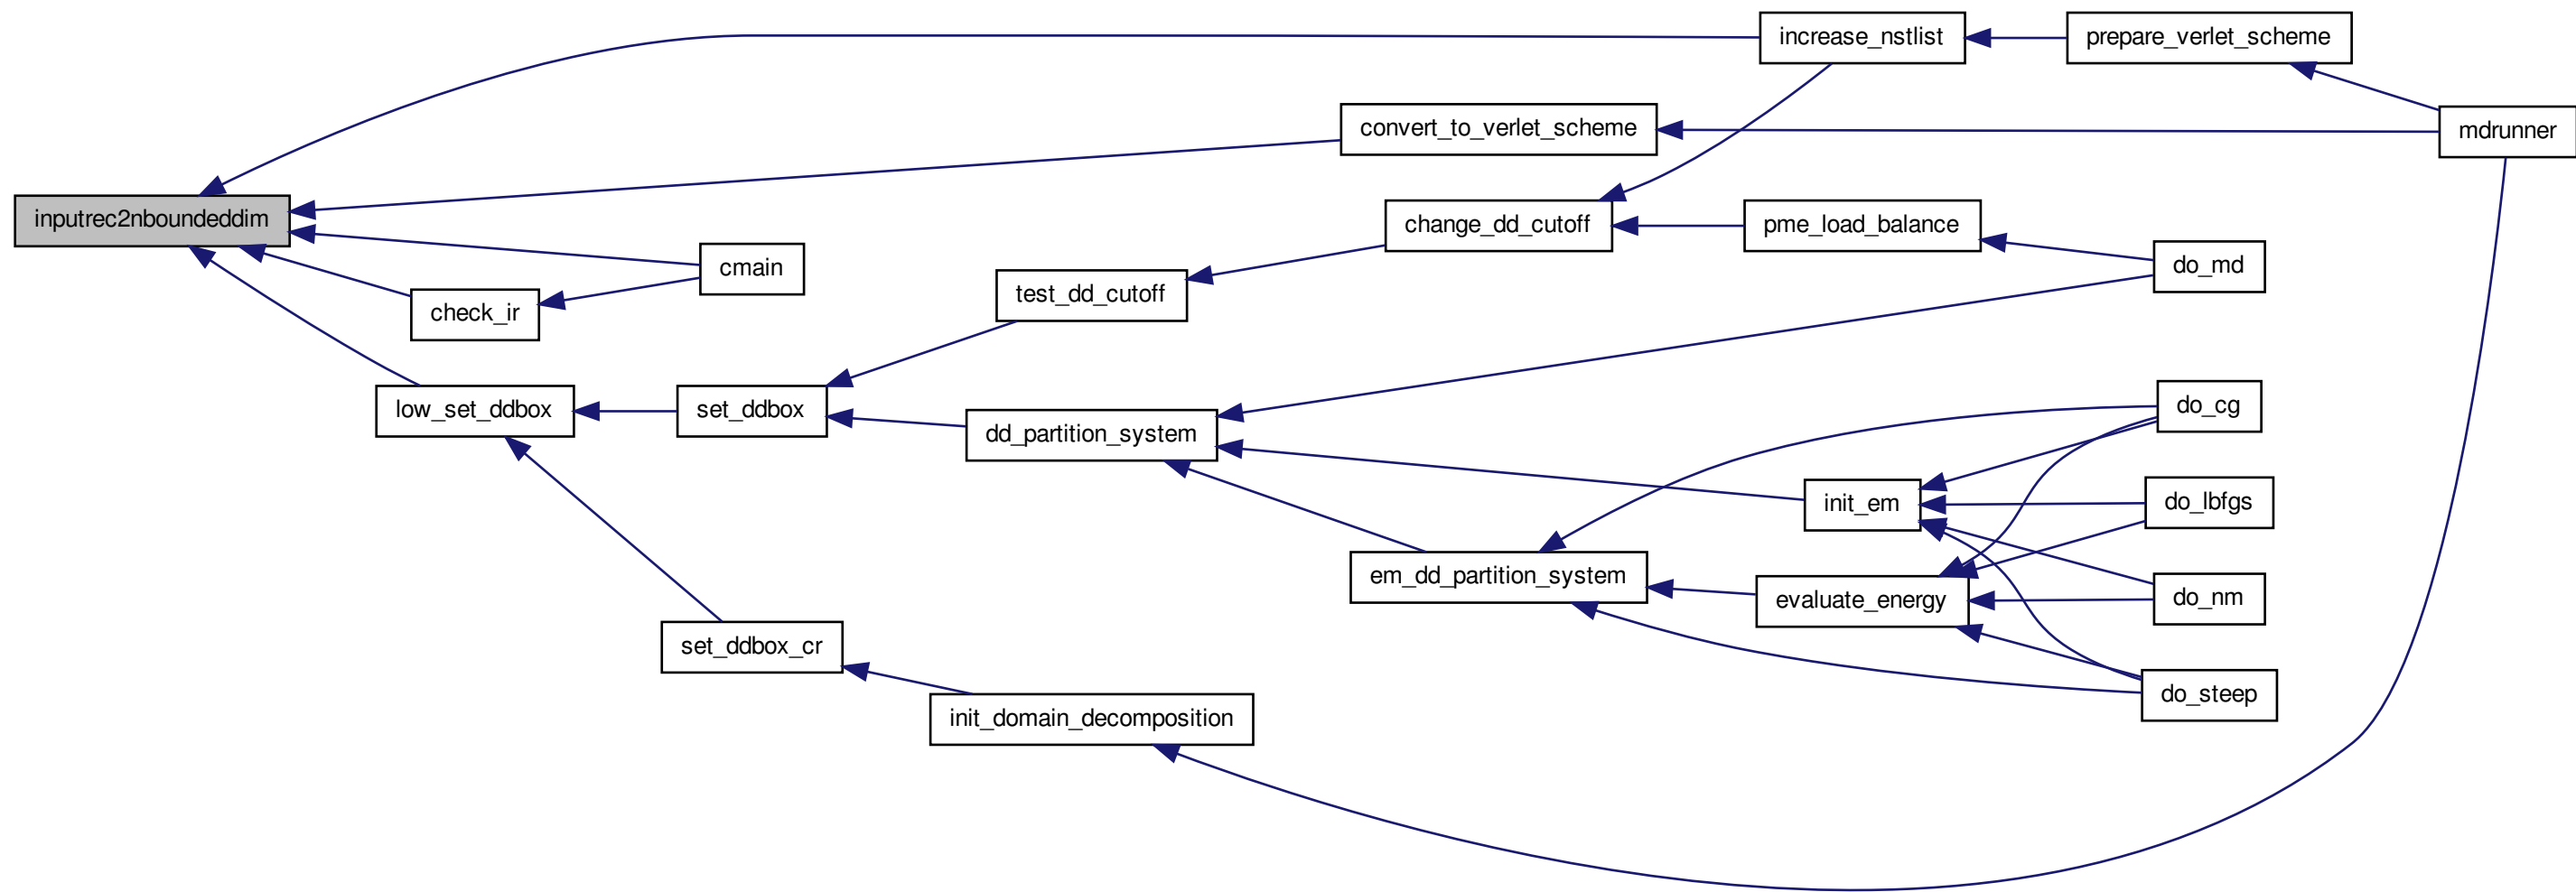 increase_nstlist
prepare_verlet_scheme
convert_to_verlet_scheme
mdrunner
inputrec2nboundeddim
change_dd_cutoff
pme_load_balance
cmain
do_md
test_dd_cutoff
check_ir
low_set_ddbox
set_ddbox
do_cg
dd_partition_system
init_em
do_lbfgs
em_dd_partition_system
evaluate_energy
do_nm
set_ddbox_cr
do_steep
init_domain_decomposition